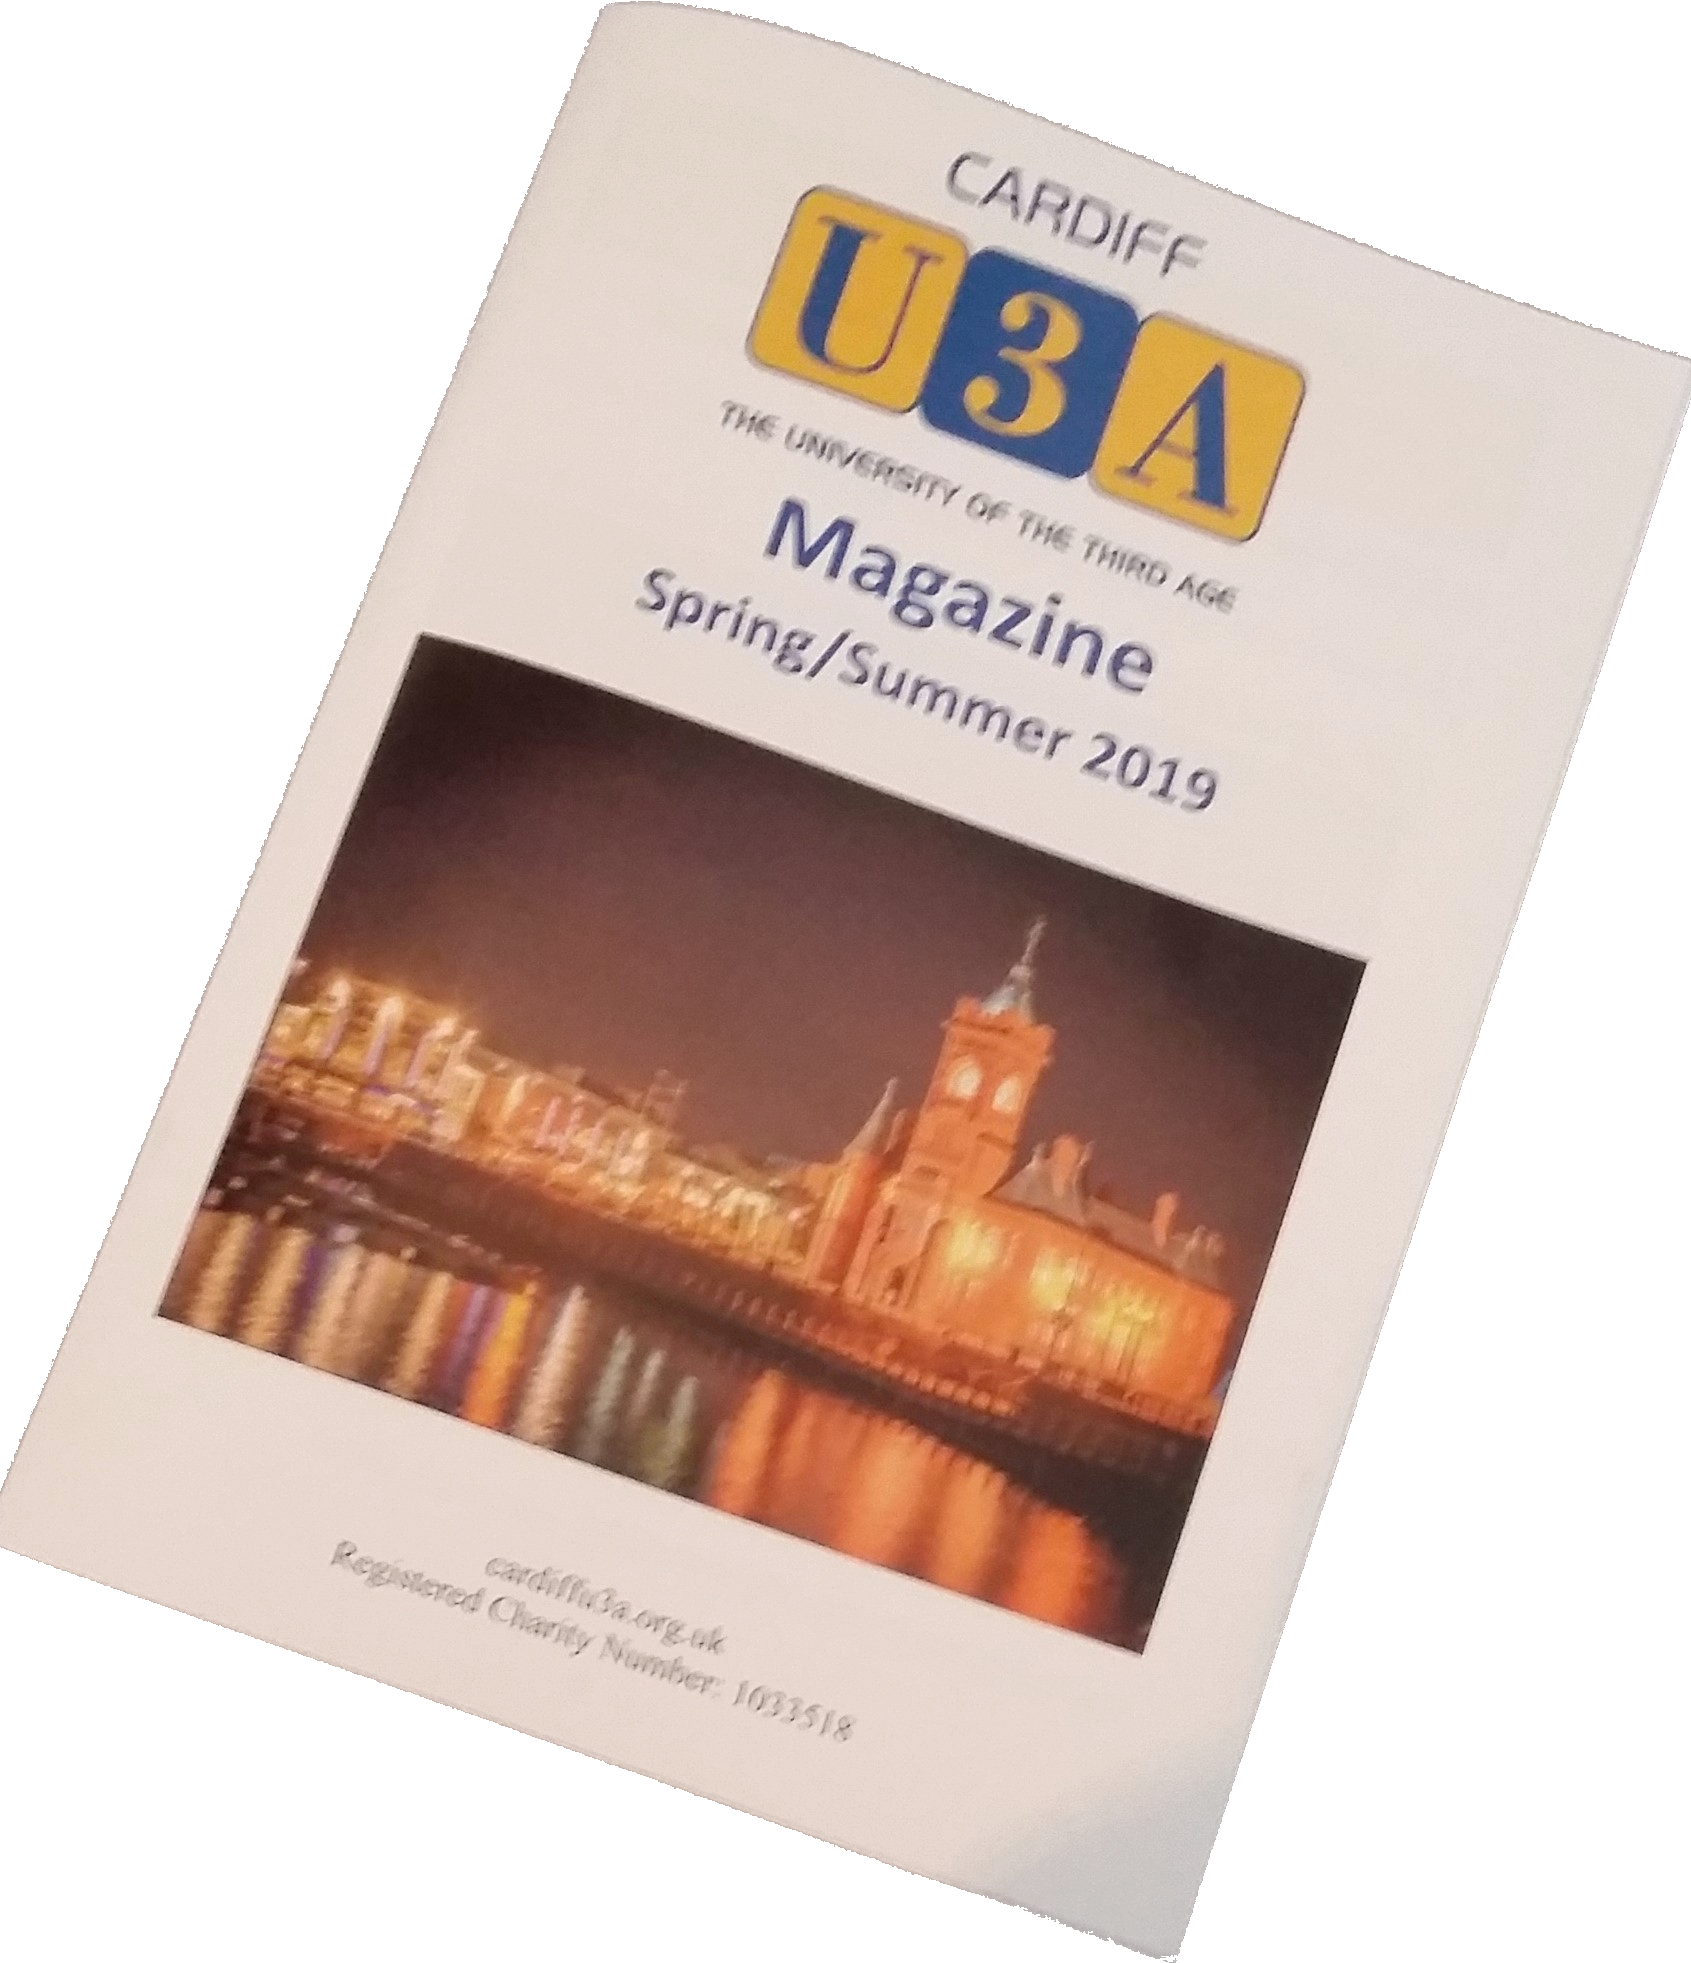 CARDIFF
U3A
THE UNIVERSITY OF THE THIRD AGE
Magazine
Spring/Summer 2019
cardiffu3a.org.uk
Registered Charity Number: 1033518